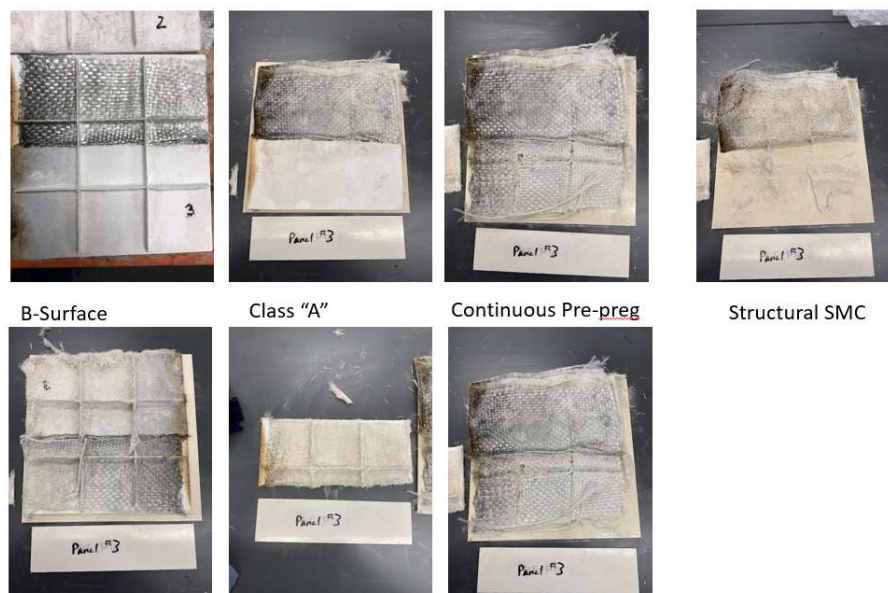 2
3
Panel #3
Panel #3
Panel #3
B-Surface
Class “A”
Continuous Pre-preg
Structural SMC
3
Panel #3
Panel #3
Panel #3